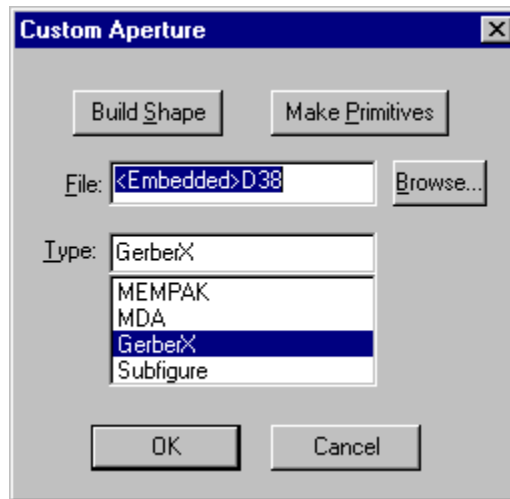 Custom Aperture
Build Shape Make Primitives
File: <Embedded>D38 Browse...
Type: GerberX
MEMPAK
MDA
GerberX
Subfigure
OK Cancel